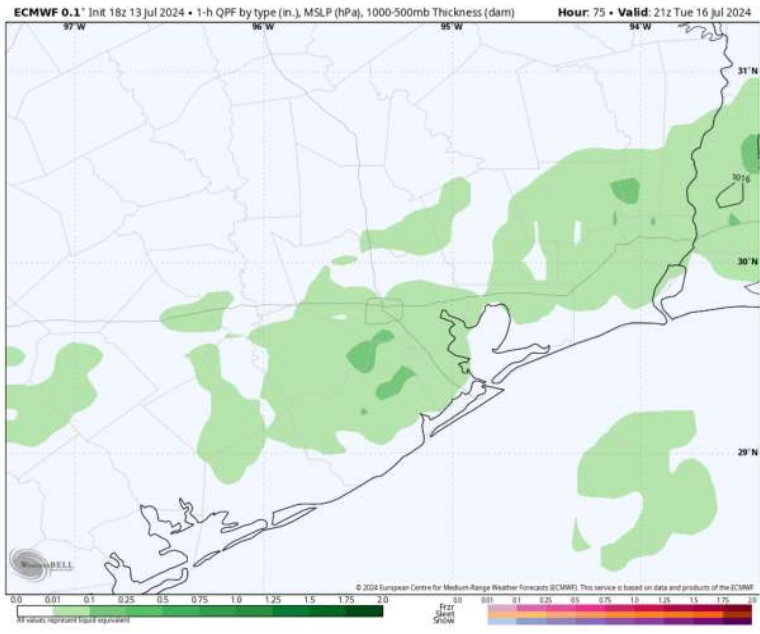 ECMWF 0.1° Init 18z 13 Jul 2024 • 1-h QPF by type (in.), MSLP (hPa), 1000-500mb Thickness (dam) Hour: 75 • Valid: 21z Tue 16 Jul 2024
97°W 96°W 95°W 94°W
31°N
1016
30°N
29°N
WeatherBELL
© 2024 European Centre for Medium-Range Weather Forecasts (ECMWF). This service is based on data and products of the ECMWF
0.0 0.01 0.1 0.25 0.5 1.0 1.25 1.5 1.75 2.0
All values represent liquid equivalent
0.0 0.01 0.1 0.25 0.5 0.75 1.0 1.25 1.5 1.75 2.0
Frzr
Sleet
Snow